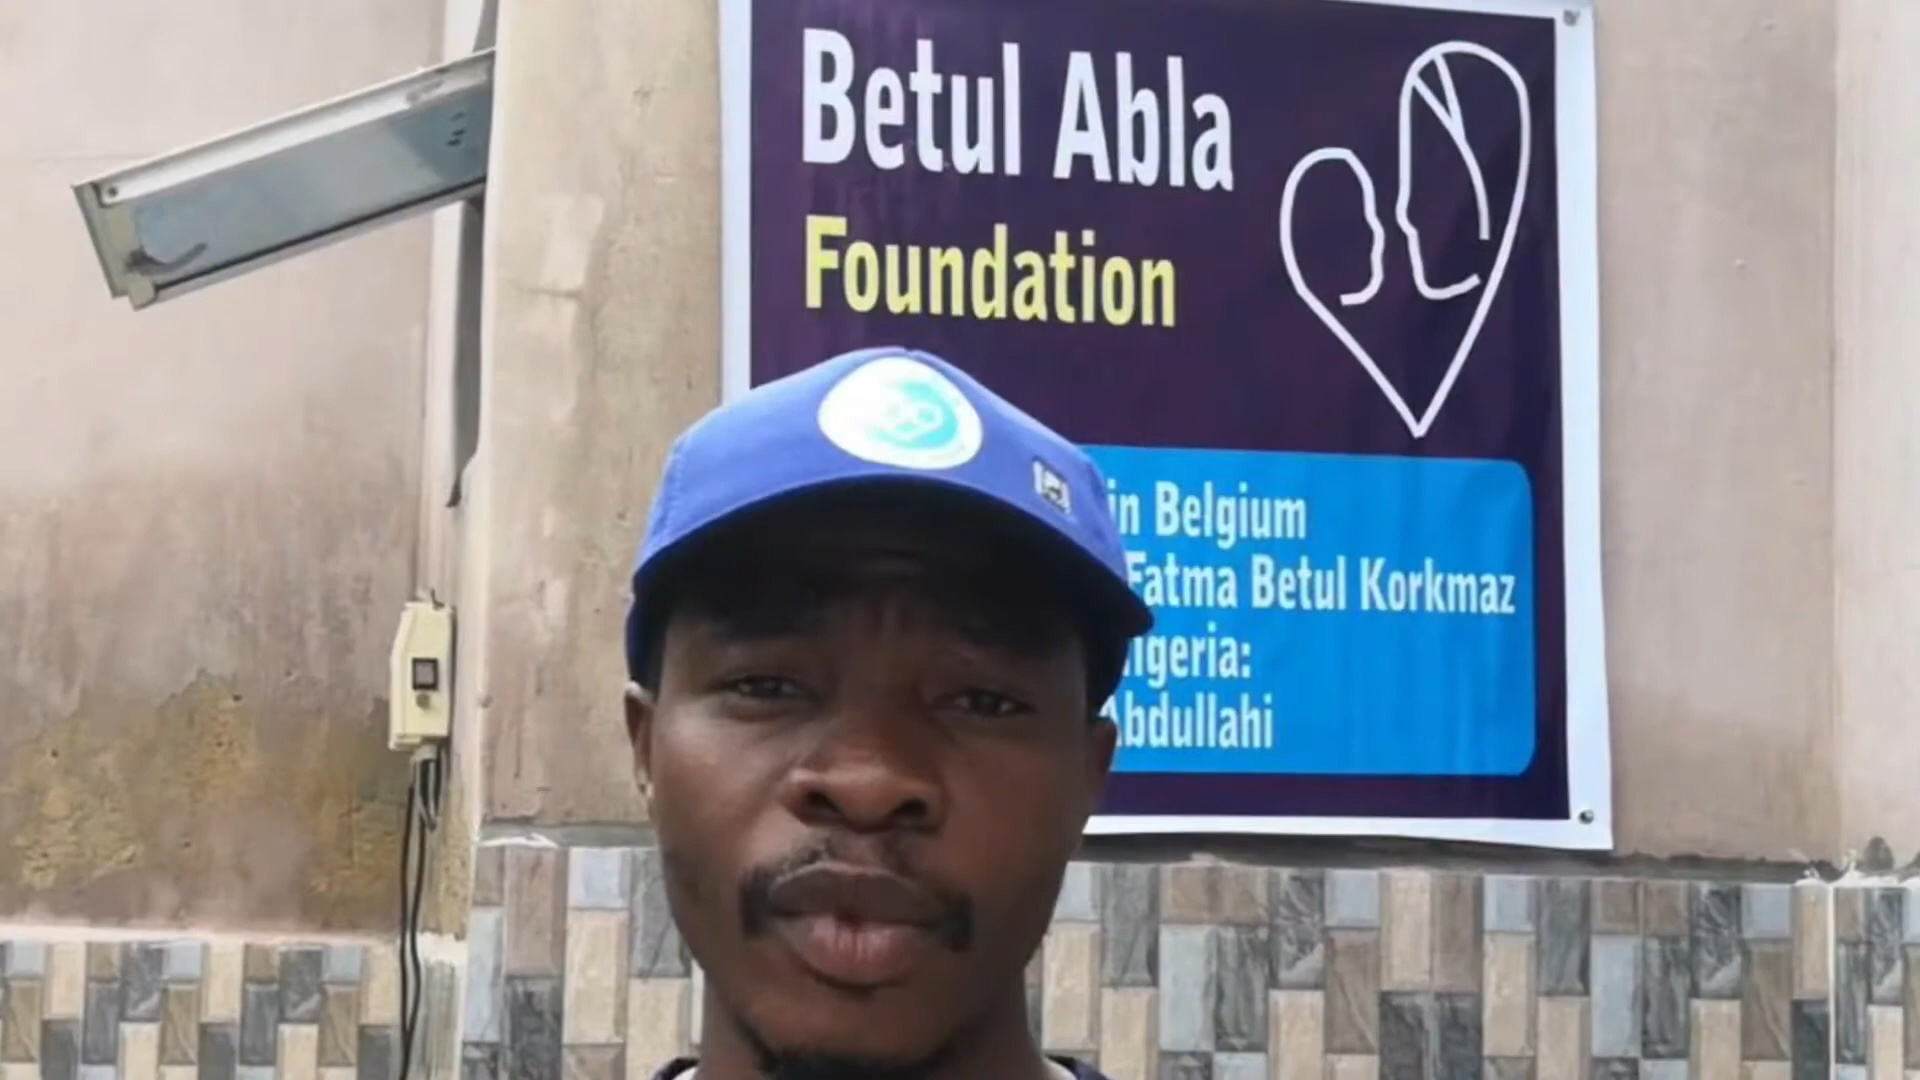 Betul Abla
Foundation
in Belgium
Fatma Betul Korkmaz
igeria:
Abdullahi